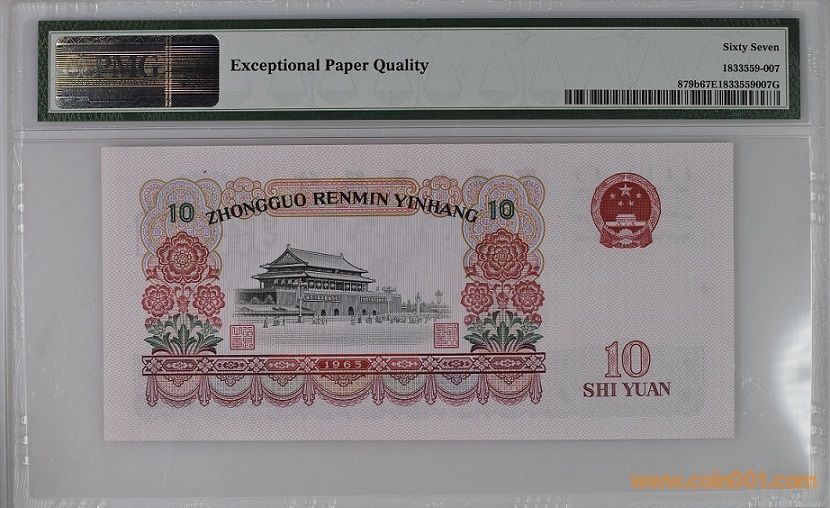 PMG
Exceptional Paper Quality
Sixty Seven
1833559-007
879b67E1833559007G
10 ZHONGGUO RENMIN YINHANG 10
1965
10
SHI YUAN
www.coin001.com